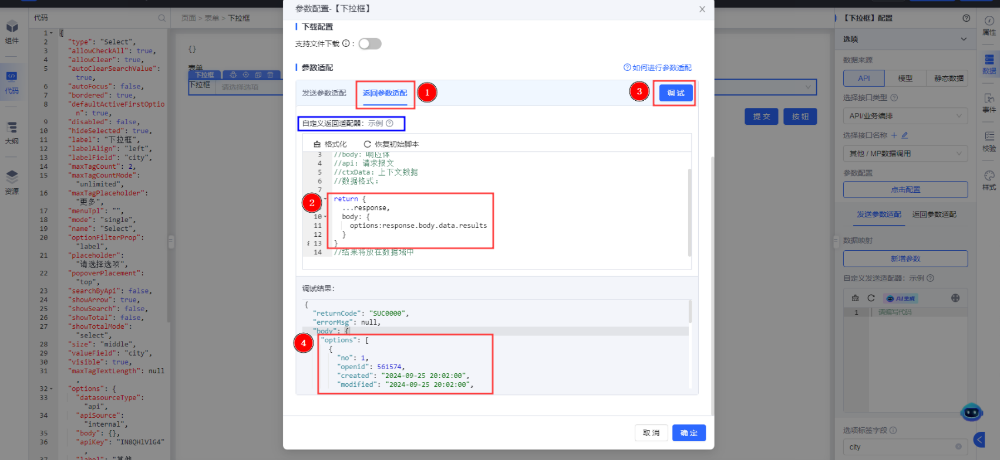 组件
代码
大纲
资源
代码
1
{
2
"type": "Select",
3
"allowCheckAll": true,
4
"allowClear": true,
5
"autoClearSearchValue":
true,
6
"autoFocus": false,
7
"bordered": true,
8
"defaultActiveFirstOptio
n": true,
9
"disabled": false,
10
"hideSelected": true,
11
"label": "下拉框",
12
"labelAlign": "left",
13
"labelField": "city",
14
"maxTagCount": 2,
15
"maxTagCountMode":
"unlimited",
16
"maxTagPlaceholder":
"更多",
17
"menuTpl": "",
18
"mode": "single",
19
"name": "Select",
20
"optionFilterProp":
"label",
21
"placeholder":
"请选择选项",
22
"popoverPlacement":
"top",
23
"searchByApi": false,
24
"showArrow": true,
25
"showSearch": false,
26
"showTotal": false,
27
"showTotalMode":
"select",
28
"size": "middle",
29
"valueField": "city",
30
"visible": true,
31
"maxTagTextLength": null
,
32
"options": {
33
"datasourceType":
"api",
34
"apiSource":
"internal",
35
"body": {},
36
"apiKey": "IN8QHlVlG4"
,
37
"label": "其他
页面 > 表单 > 下拉框
{}
表单
下拉框
下拉框
请选择选项
提 交
按 钮
参数配置-【下拉框】
下载配置
支持文件下载 :
参数适配
如何进行参数适配
发送参数适配
返回参数适配
1
3
调 试
自定义返回适配器：示例
格式化
恢复初始脚本
3 //body: 响应体
4 //api: 请求报文
5 //ctxData: 上下文数据
6 //数据格式：
7
2
return {
...response,
10 body: {
11 options:response.body.data.results
12 }
i 13 }
14 //结果将放在数据域中
调试结果：
{
"returnCode": "SUC0000",
"errorMsg": null,
"body": {
4
"options": [
{
"no": 1,
"openid": 561574,
"created": "2024-09-25 20:02:00",
"modified": "2024-09-25 20:02:00",
取 消
确 定
【下拉框】配置
选项
数据来源
API
模型
静态数据
选择接口类型
API/业务编排
选择接口名称
其他 / MP数据调用
参数配置
点击配置
发送参数适配
返回参数适配
数据映射
新增参数
自定义发送适配器：示例
AI生成
1
请编写代码
选项标签字段
city
属性
数据
事件
校验
样式